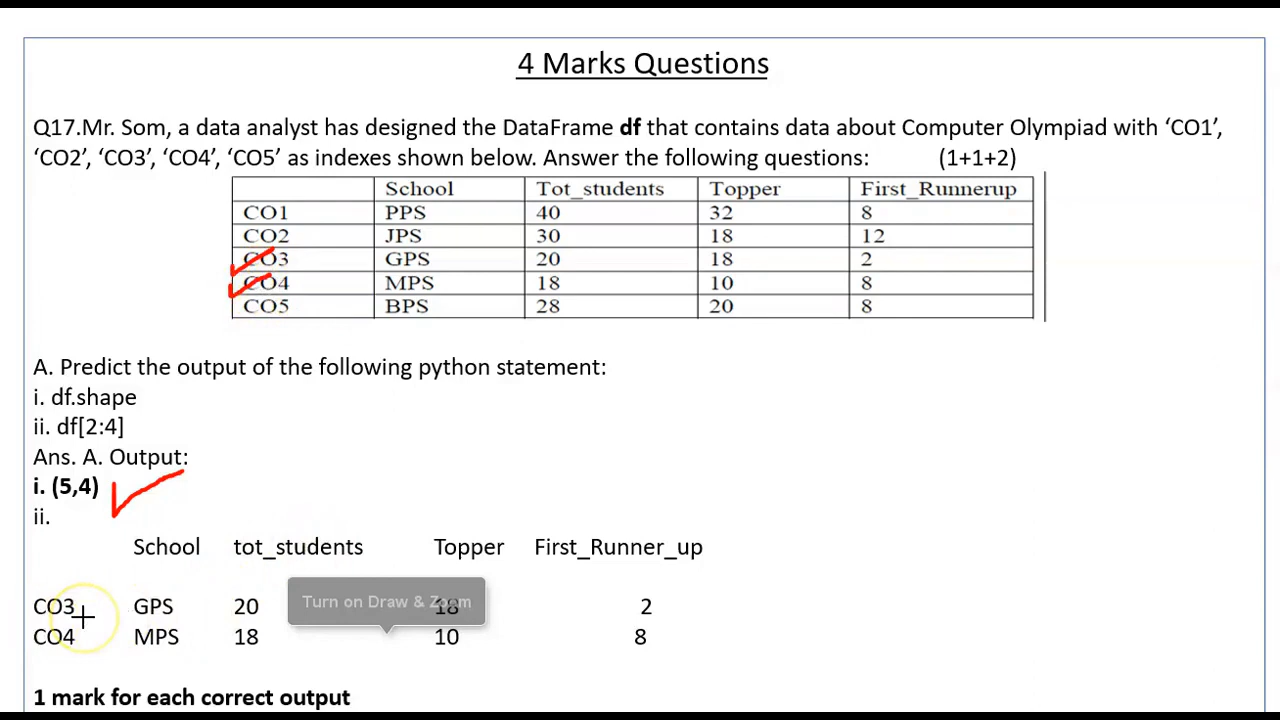 4 Marks Questions
Q17.Mr. Som, a data analyst has designed the DataFrame df that contains data about Computer Olympiad with ‘CO1’,
‘CO2’, ‘CO3’, ‘CO4’, ‘CO5’ as indexes shown below. Answer the following questions: (1+1+2)
School Tot_students Topper First_Runnerup
CO1 PPS 40 32 8
CO2 JPS 30 18 12
CO3 GPS 20 18 2
CO4 MPS 18 10 8
CO5 BPS 28 20 8
A. Predict the output of the following python statement:
i. df.shape
ii. df[2:4]
Ans. A. Output:
i. (5,4)
ii.
School tot_students Topper First_Runner_up
Turn on Draw & Zoom
CO3 GPS 20 18 2
CO4 MPS 18 10 8
1 mark for each correct output